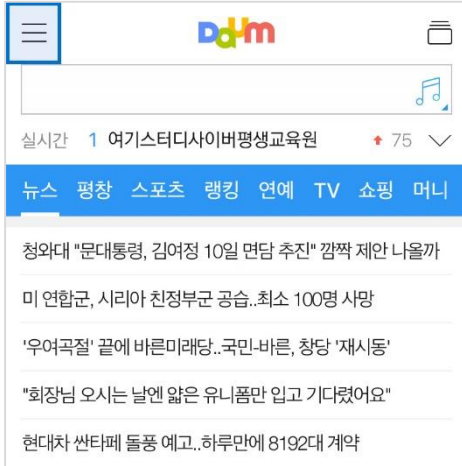 Daum
실시간 1 여기스터디사이버평생교육원 75
뉴스 평창 스포츠 랭킹 연예 TV 쇼핑 머니
청와대 "문대통령, 김여정 10일 면담 추진" 깜짝 제안 나올까
미 연합군, 시리아 친정부군 공습..최소 100명 사망
'우여곡절' 끝에 바른미래당..국민-바른, 창당 '재시동'
"회장님 오시는 날엔 얇은 유니폼만 입고 기다렸어요"
현대차 싼타페 돌풍 예고..하루만에 8192대 계약